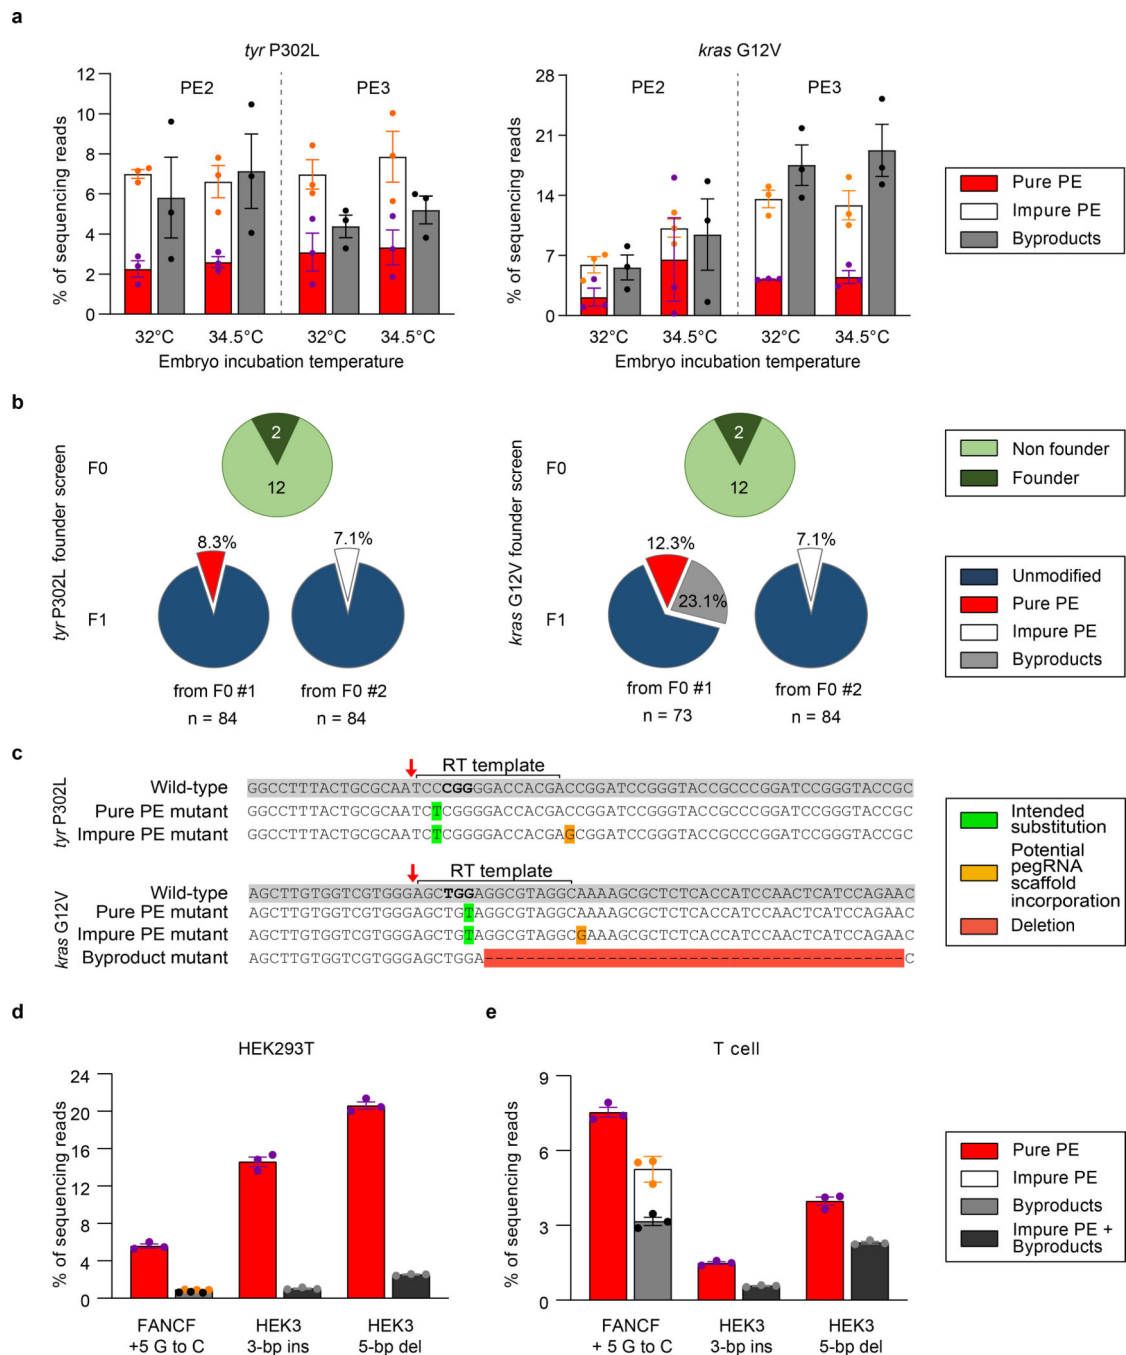 a
tyr P302L
kras G12V
PE2
PE3
PE2
PE3
% of sequencing reads
12
10
8
6
4
2
0
% of sequencing reads
28
21
14
7
0
32°C
34.5°C
32°C
34.5°C
Embryo incubation temperature
32°C
34.5°C
32°C
34.5°C
Embryo incubation temperature
Pure PE
Impure PE
Byproducts
b
tyr P302L founder screen
F0
2
12
F1
8.3%
7.1%
from F0 #1
from F0 #2
n = 84
n = 84
kras G12V founder screen
F0
2
12
F1
12.3%
23.1%
7.1%
from F0 #1
from F0 #2
n = 73
n = 84
Non founder
Founder
Unmodified
Pure PE
Impure PE
Byproducts
c
tyr P302L
RT template
Wild-type GGCCTTTACTGCGCAATCCCGGGGACCACGACCGGATCCGGGTACCGCCCGGATCCGGGTACCGC
Pure PE mutant GGCCTTTACTGCGCAATCTCGGGGACCACGACCGGATCCGGGTACCGCCCGGATCCGGGTACCGC
Impure PE mutant GGCCTTTACTGCGCAATCTCGGGGACCACGAGCGGATCCGGGTACCGCCCGGATCCGGGTACCGC
kras G12V
RT template
Wild-type AGCTTGTGGTCGTGGGAGCTGGAGGCGTAGGCAAAAGCGCTCTCACCATCCAACTCATCCAGAAC
Pure PE mutant AGCTTGTGGTCGTGGGAGCTGTAGGCGTAGGCAAAAGCGCTCTCACCATCCAACTCATCCAGAAC
Impure PE mutant AGCTTGTGGTCGTGGGAGCTGTAGGCGTAGGCGAAAGCGCTCTCACCATCCAACTCATCCAGAAC
Byproduct mutant AGCTTGTGGTCGTGGGAGCTGGA-----------------------------------------C
Intended
substitution
Potential
pegRNA
scaffold
incorporation
Deletion
d
HEK293T
% of sequencing reads
24
20
16
12
8
4
0
FANCF
+5 G to C
HEK3
3-bp ins
HEK3
5-bp del
e
T cell
% of sequencing reads
9
6
3
0
FANCF
+ 5 G to C
HEK3
3-bp ins
HEK3
5-bp del
Pure PE
Impure PE
Byproducts
Impure PE +
Byproducts